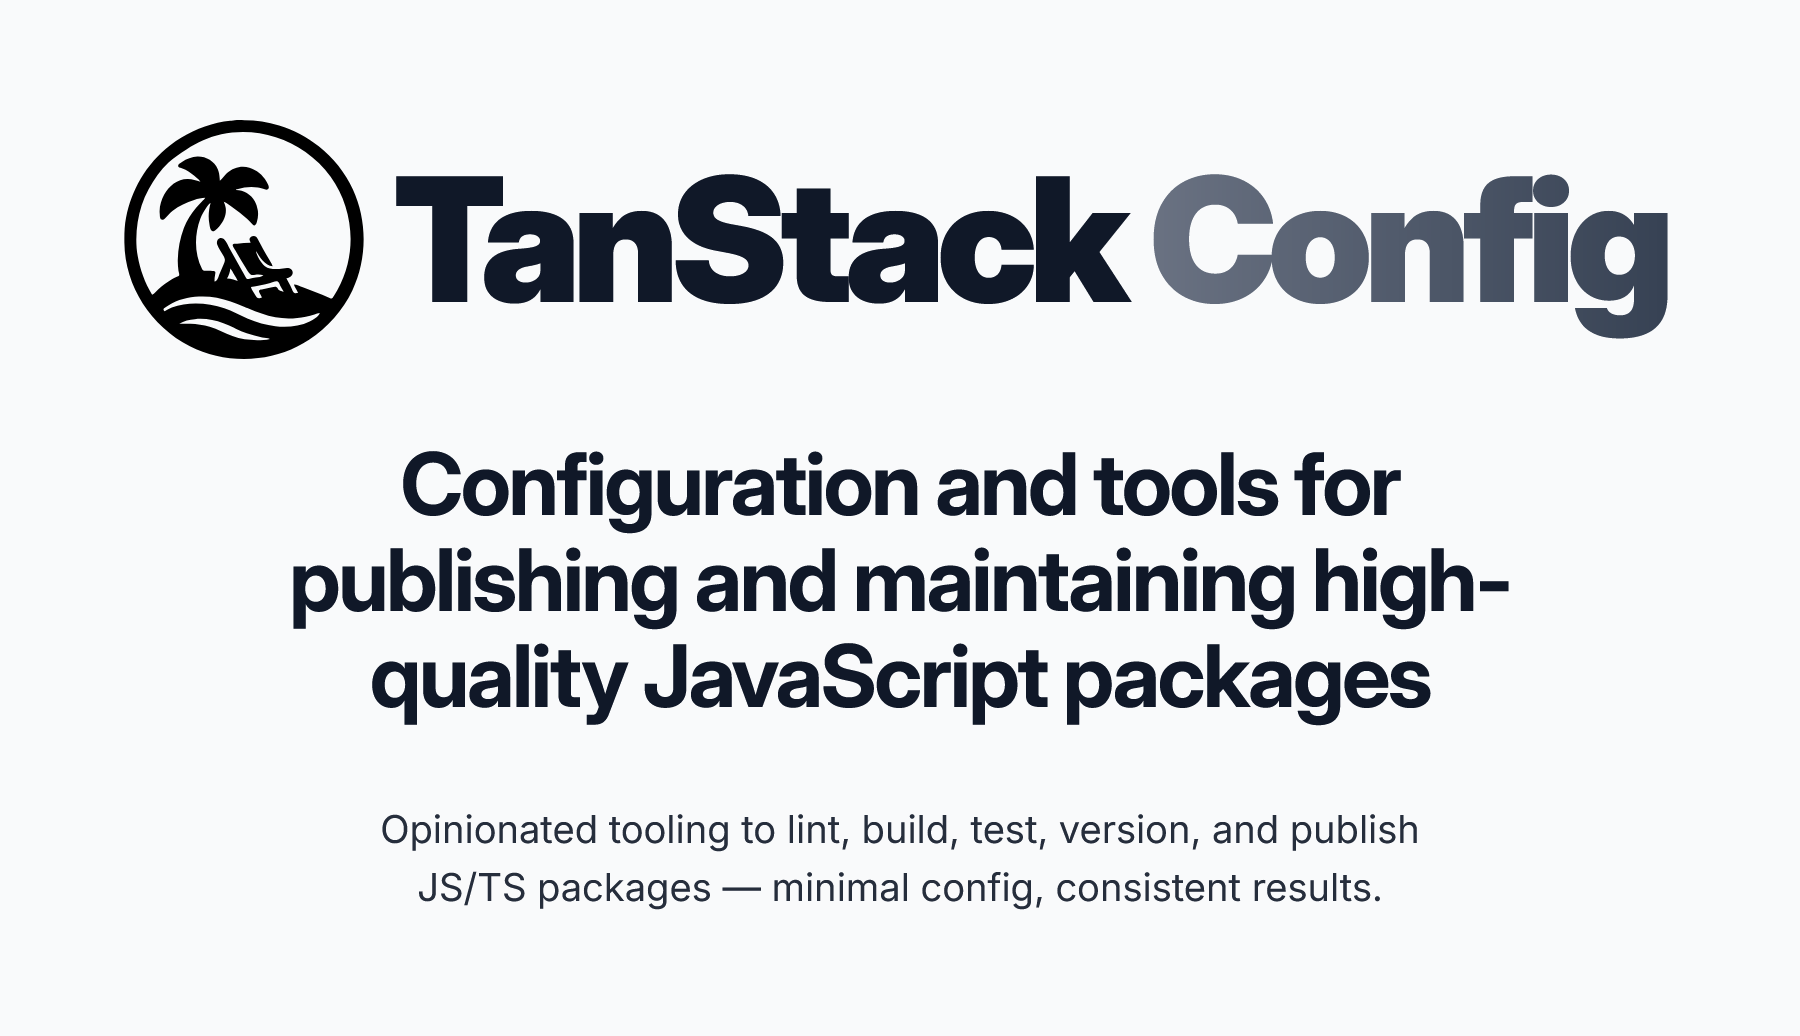 TanStack Config
Configuration and tools for
publishing and maintaining high-
quality JavaScript packages
Opinionated tooling to lint, build, test, version, and publish
JS/TS packages — minimal config, consistent results.